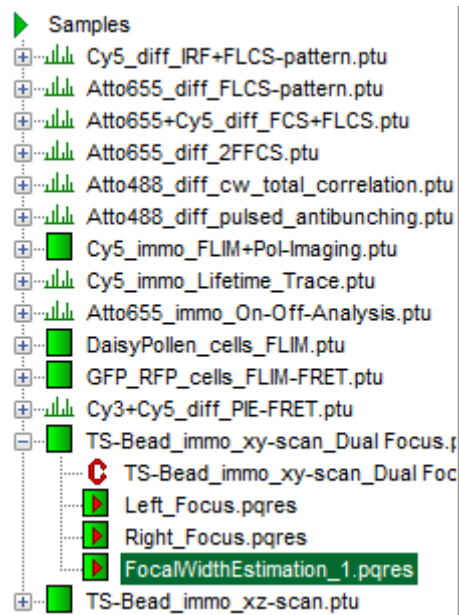 Samples
Cy5_diff_IRF+FLCS-pattern.ptu
Atto655_diff_FLCS-pattern.ptu
Atto655+Cy5_diff_FCS+FLCS.ptu
Atto655_diff_2FFCS.ptu
Atto488_diff_cw_total_correlation.ptu
Atto488_diff_pulsed_antibunching.ptu
Cy5_immo_FLIM+Pol-Imaging.ptu
Cy5_immo_Lifetime_Trace.ptu
Atto655_immo_On-Off-Analysis.ptu
DaisyPollen_cells_FLIM.ptu
GFP_RFP_cells_FLIM-FRET.ptu
Cy3+Cy5_diff_PIE-FRET.ptu
TS-Bead_immo_xy-scan_Dual Focus.p
C TS-Bead_immo_xy-scan_Dual Foc
Left_Focus.pqres
Right_Focus.pqres
FocalWidthEstimation_1.pqres
TS-Bead_immo_xz-scan.ptu